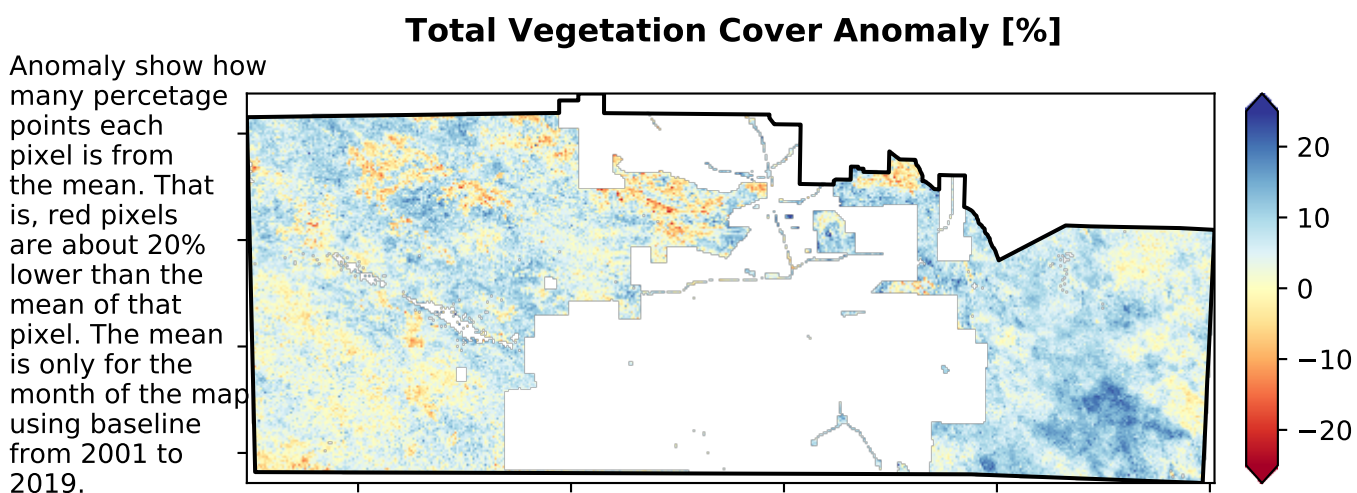 Total Vegetation Cover Anomaly [%]
Anomaly show how
many percetage
points each
pixel is from
the mean. That
is, red pixels
are about 20%
lower than the
mean of that
pixel. The mean
is only for the
month of the map
using baseline
from 2001 to
2019.
20
10
0
−10
−20